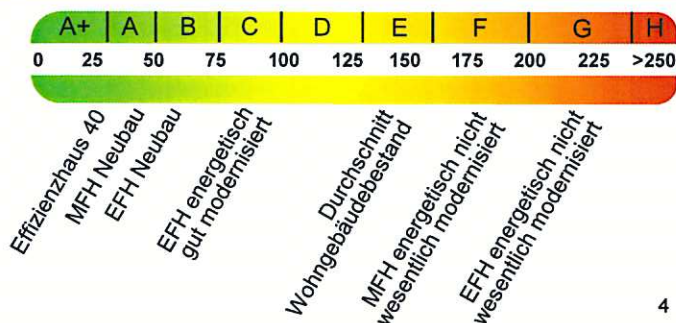 A+ A B C D E F G H
0 25 50 75 100 125 150 175 200 225 >250
Effizienzhaus 40
MFH Neubau
EFH Neubau
EFH energetisch
gut modernisiert
Durchschnitt
Wohngebäudebestand
MFH energetisch nicht
wesentlich modernisiert
EFH energetisch nicht
wesentlich modernisiert
4